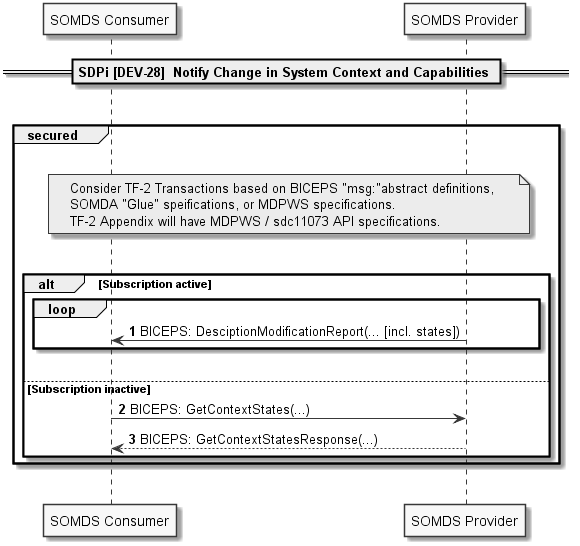 SOMDS Consumer
SOMDS Provider
SDPi [DEV-28]  Notify Change in System Context and Capabilities
secured
Consider TF-2 Transactions based on BICEPS "msg:"abstract definitions,
SOMDA "Glue" speifications, or MDPWS specifications.
TF-2 Appendix will have MDPWS / sdc11073 API specifications.
alt [Subscription active]
loop
1 BICEPS: DesciptionModificationReport(... [incl. states])
[Subscription inactive]
2 BICEPS: GetContextStates(...)
3 BICEPS: GetContextStatesResponse(...)
SOMDS Consumer
SOMDS Provider